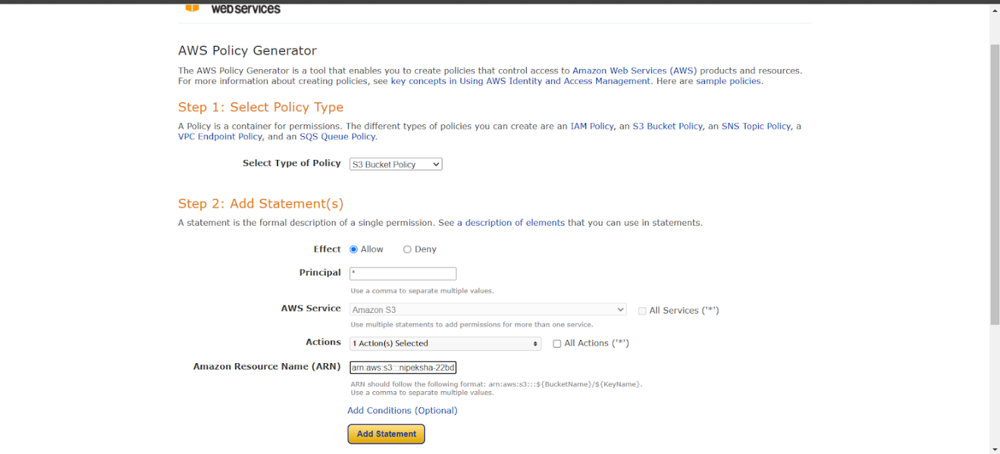 web services
AWS Policy Generator
The AWS Policy Generator is a tool that enables you to create policies that control access to Amazon Web Services (AWS) products and resources.
For more information about creating policies, see key concepts in Using AWS Identity and Access Management. Here are sample policies.
Step 1: Select Policy Type
A Policy is a container for permissions. The different types of policies you can create are an IAM Policy, an S3 Bucket Policy, an SNS Topic Policy, a
VPC Endpoint Policy, and an SQS Queue Policy.
Select Type of Policy S3 Bucket Policy
Step 2: Add Statement(s)
A statement is the formal description of a single permission. See a description of elements that you can use in statements.
Effect Allow Deny
Principal *
Use a comma to separate multiple values.
AWS Service Amazon S3 All Services ('*')
Use multiple statements to add permissions for more than one service.
Actions 1 Action(s) Selected All Actions ('*')
Amazon Resource Name (ARN) arn:aws:s3:::nipeksha-22bd
ARN should follow the following format: arn:aws:s3:::${BucketName}/${KeyName}.
Use a comma to separate multiple values.
Add Conditions (Optional)
Add Statement